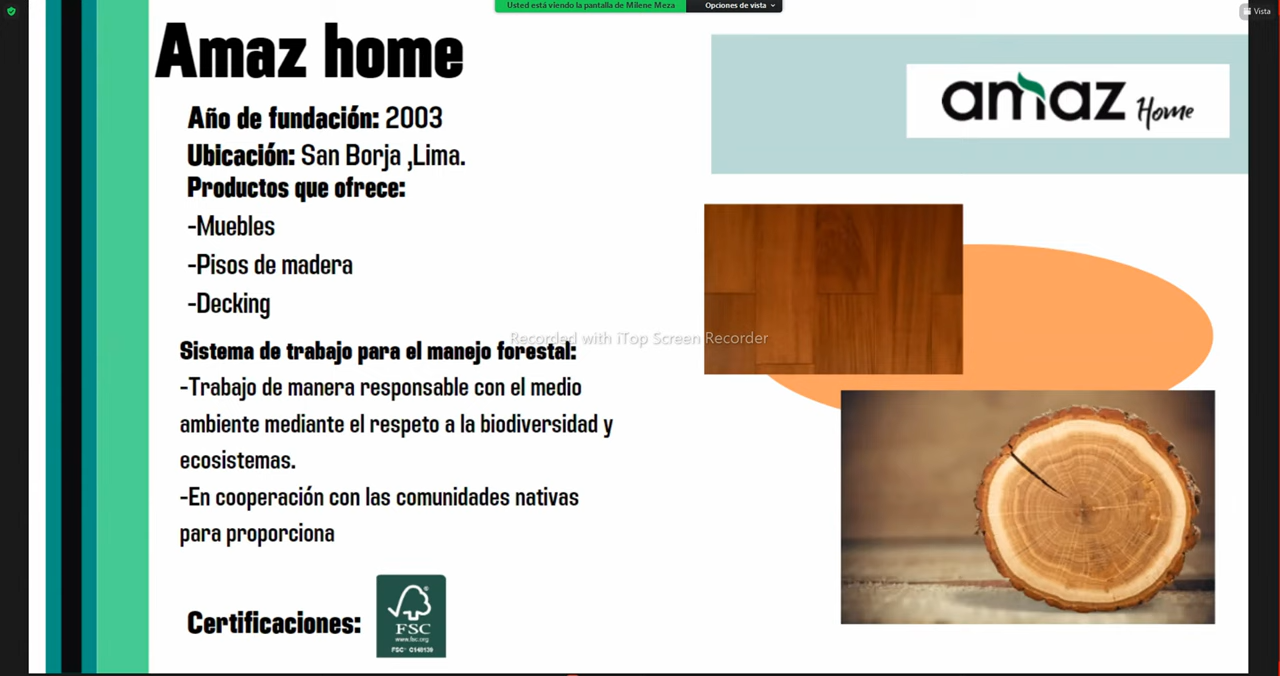 Usted está viendo la pantalla de Milene Meza
Opciones de vista
Vista
Amaz home
amaz Home
Año de fundación: 2003
Ubicación: San Borja ,Lima.
Productos que ofrece:
-Muebles
-Pisos de madera
-Decking
Recorded with iTop Screen Recorder
Sistema de trabajo para el manejo forestal:
-Trabajo de manera responsable con el medio
ambiente mediante el respeto a la biodiversidad y
ecosistemas.
-En cooperación con las comunidades nativas
para proporciona
Certificaciones:
FSC
www.fsc.org